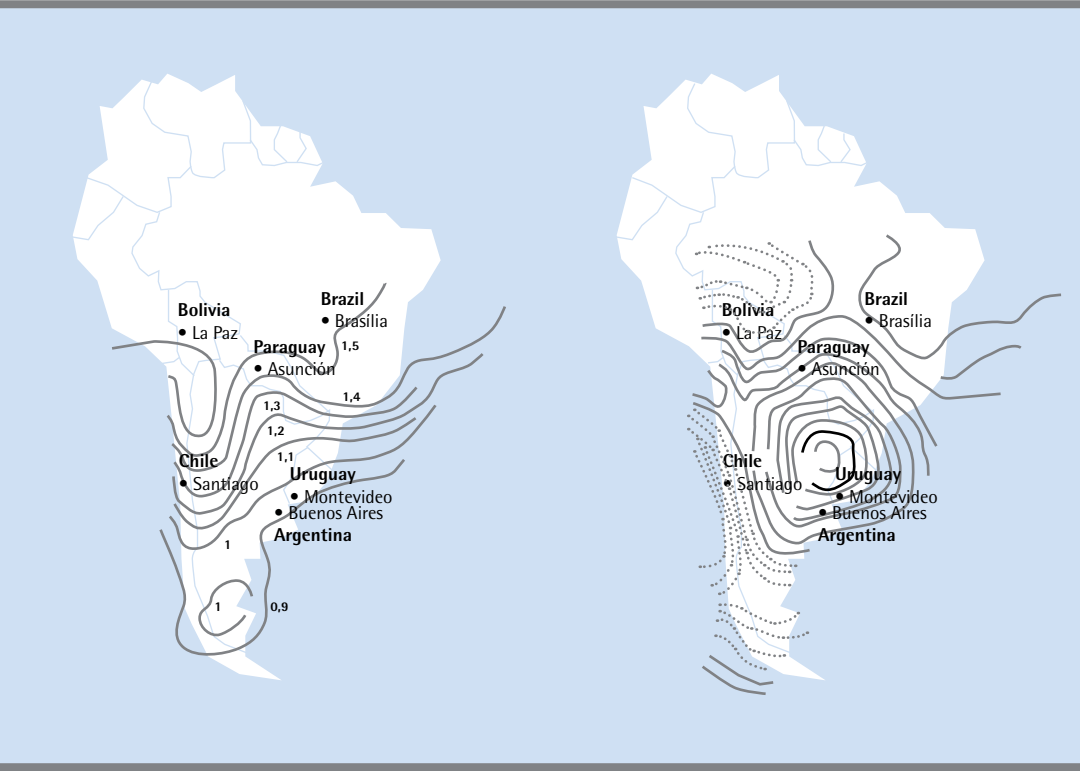 Brazil
Bolivia
Brasília
La Paz
Paraguay
1,5
Asunción
1,4
1,3
1,2
1,1
Chile
Uruguay
Santiago
Montevideo
Buenos Aires
Argentina
1
1
0,9
Brazil
Bolivia
Brasília
La Paz
Paraguay
Asunción
Chile
Uruguay
Santiago
Montevideo
Buenos Aires
Argentina